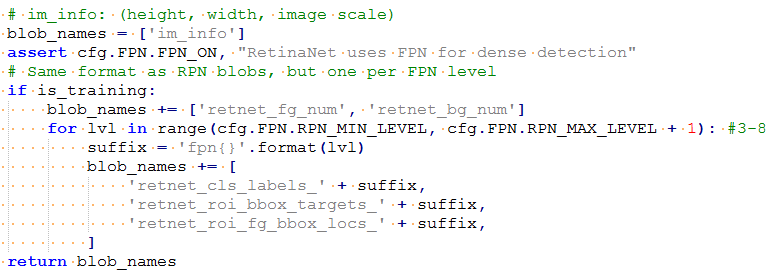 # im_info: (height, width, image scale)
blob_names = ['im_info']
assert cfg.FPN.FPN_ON, "RetinaNet uses FPN for dense detection"
# Same format as RPN blobs, but one per FPN level
if is_training:
    blob_names += ['retnet_fg_num', 'retnet_bg_num']
    for lvl in range(cfg.FPN.RPN_MIN_LEVEL, cfg.FPN.RPN_MAX_LEVEL + 1): #3-8
        suffix = 'fpn{}'.format(lvl)
        blob_names += [
            'retnet_cls_labels_' + suffix,
            'retnet_roi_bbox_targets_' + suffix,
            'retnet_roi_fg_bbox_locs_' + suffix,
        ]
return blob_names